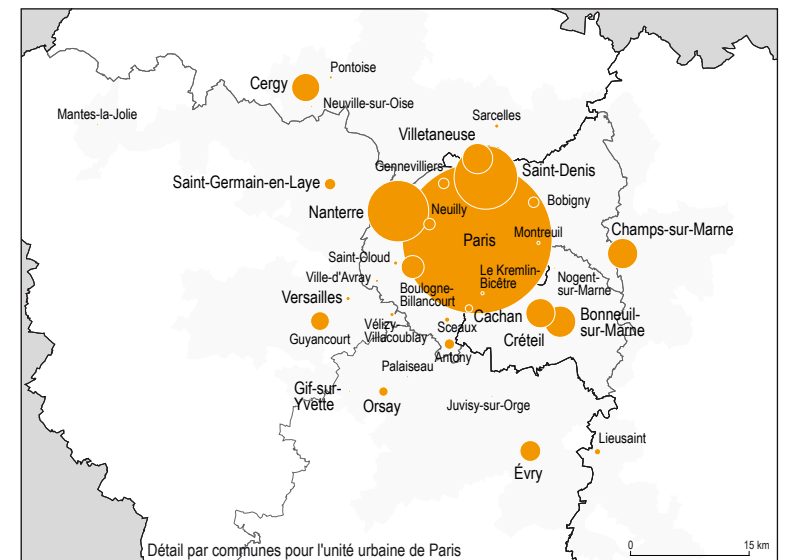 Pontoise
Cergy
Neuville-sur-Oise
Mantes-la-Jolie
Sarcelles
Villetaneuse
Gennevilliers
Saint-Denis
Saint-Germain-en-Laye
Bobigny
Nanterre
Neuilly
Montreuil
Champs-sur-Marne
Paris
Saint-Cloud
Le Kremlin-
Bicêtre
Nogent-
sur-Marne
Ville-d'Avray
Boulogne-
Billancourt
Versailles
Cachan
Bonneuil-
sur-Marne
Vélizy-
Villacoublay
Sceaux
Guyancourt
Créteil
Antony
Palaiseau
Gif-sur-
Yvette
Orsay
Juvisy-sur-Orge
Lieusaint
Évry
0
15 km
Détail par communes pour l'unité urbaine de Paris